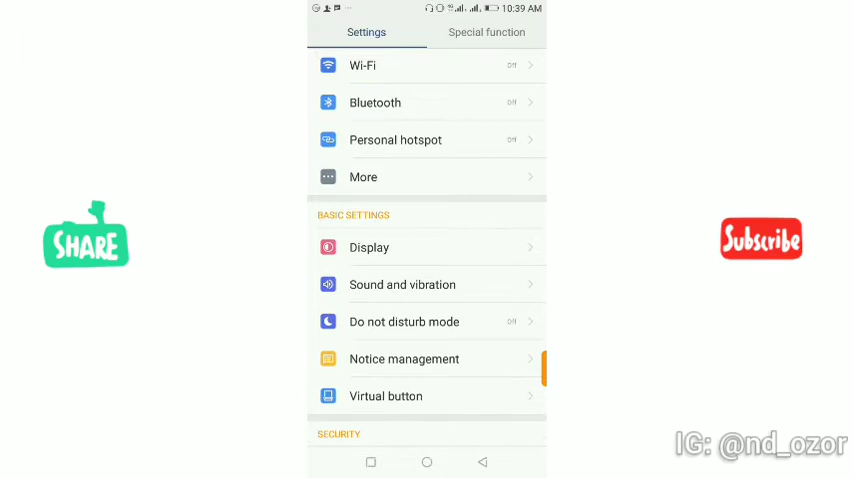 10:39 AM
Settings
Special function
Wi-Fi
Off
Bluetooth
Off
Personal hotspot
Off
More
BASIC SETTINGS
Display
Sound and vibration
Do not disturb mode
Off
Notice management
Virtual button
SECURITY
SHARE
Subscribe
IG: @nd_ozor